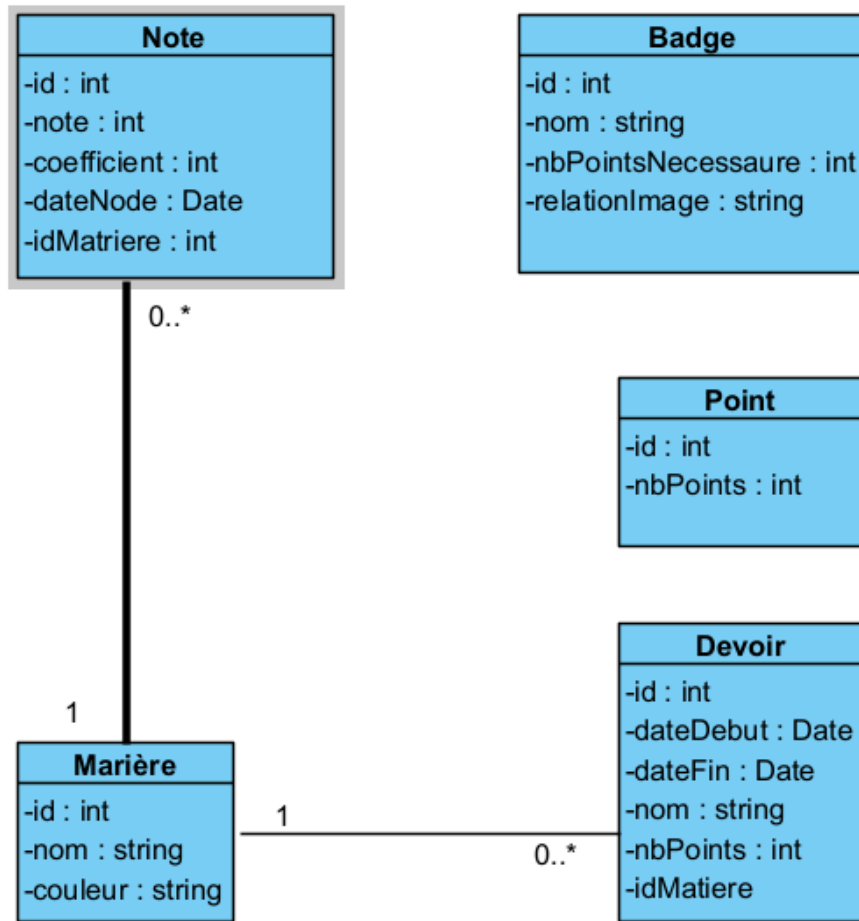 Note
-id : int
-note : int
-coefficient : int
-dateNode : Date
-idMatriere : int
Badge
-id : int
-nom : string
-nbPointsNecessaure : int
-relationImage : string
0..*
Point
-id : int
-nbPoints : int
1
Marière
-id : int
-nom : string
-couleur : string
1
0..*
Devoir
-id : int
-dateDebut : Date
-dateFin : Date
-nom : string
-nbPoints : int
-idMatiere